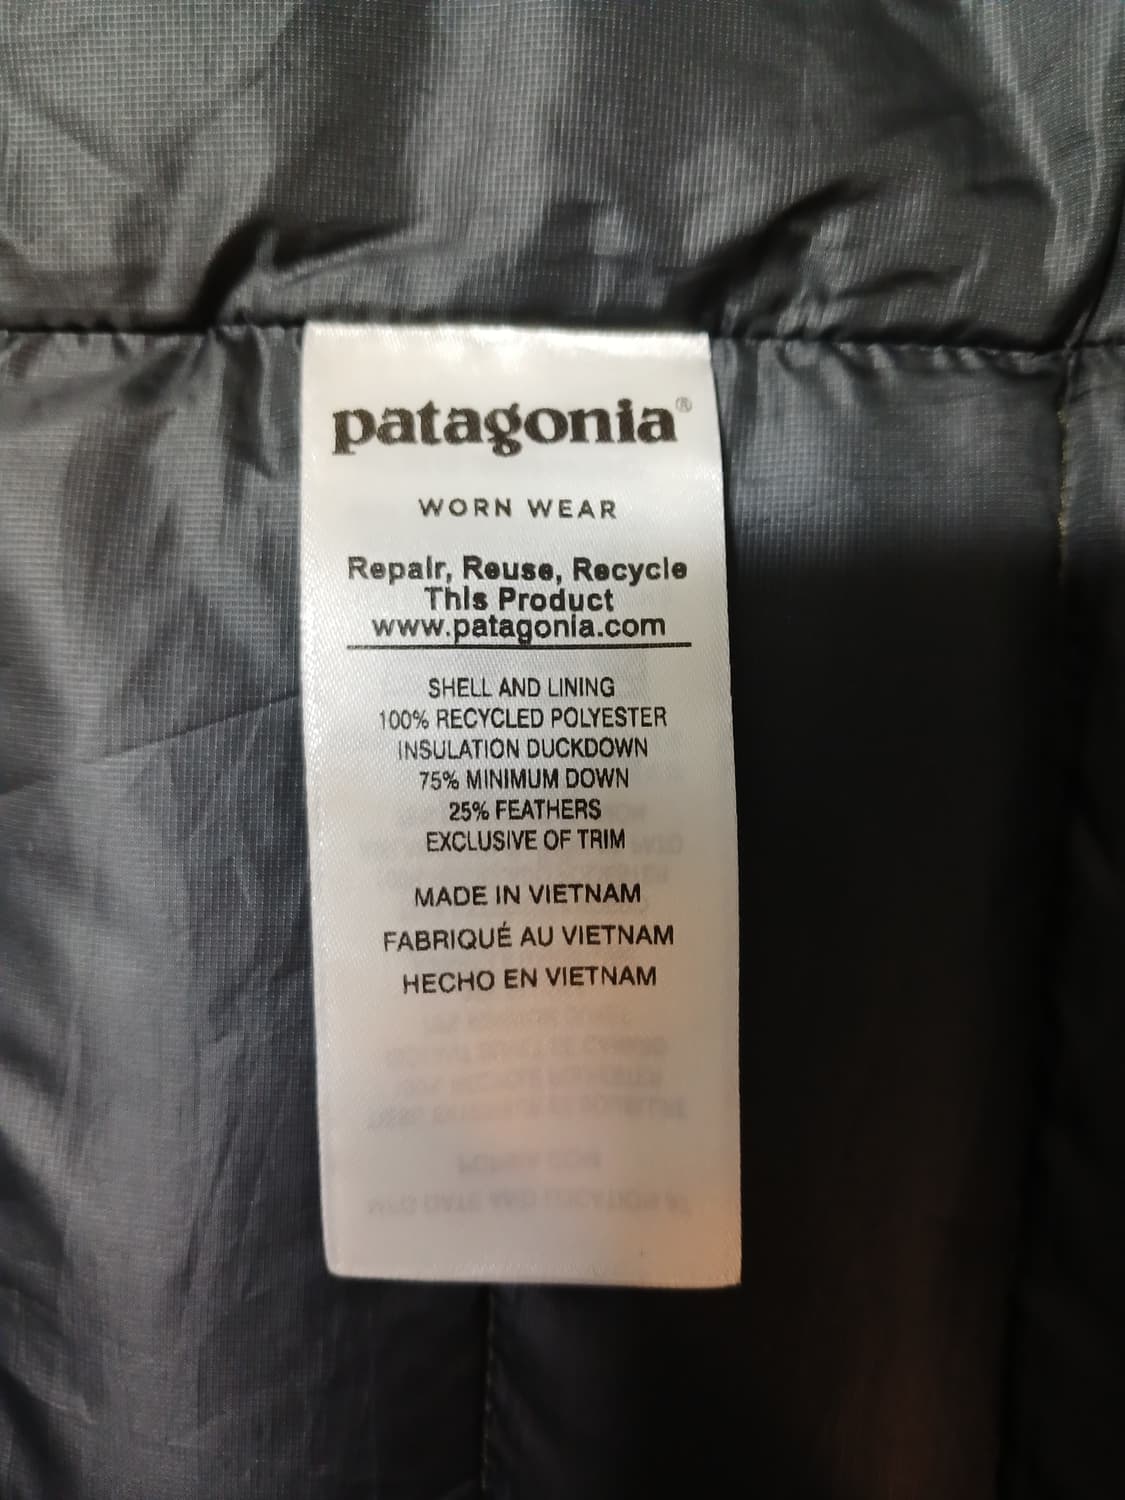 patagonia®
WORN WEAR
Repair, Reuse, Recycle
This Product
www.patagonia.com
SHELL AND LINING
100% RECYCLED POLYESTER
INSULATION DUCKDOWN
75% MINIMUM DOWN
25% FEATHERS
EXCLUSIVE OF TRIM
MADE IN VIETNAM
FABRIQUÉ AU VIETNAM
HECHO EN VIETNAM